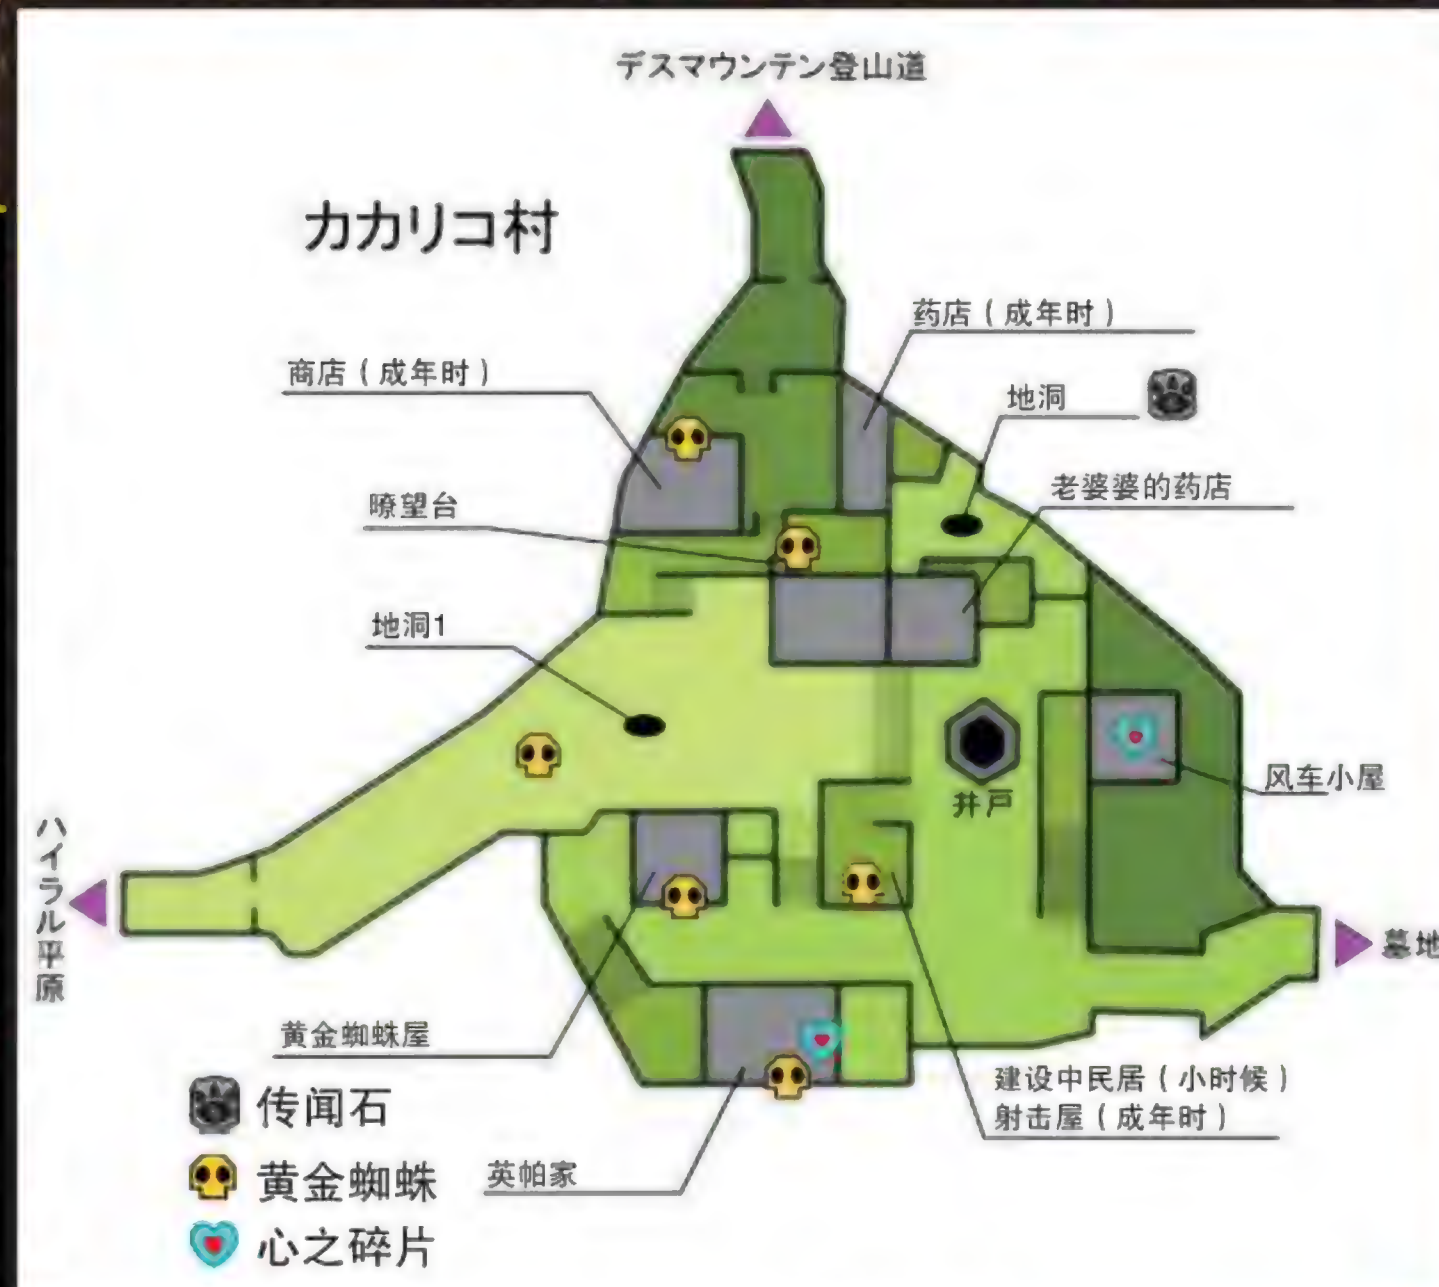 デスマウンテン登山道
カカリコ村
药店（成年时）
商店（成年时）
地洞
老婆婆的药店
瞭望台
地洞1
风车小屋
井戸
ハイラル平原
墓地
黄金蜘蛛屋
建设中民居（小时候）
射击屋（成年时）
传闻石
黄金蜘蛛
英帕家
心之碎片